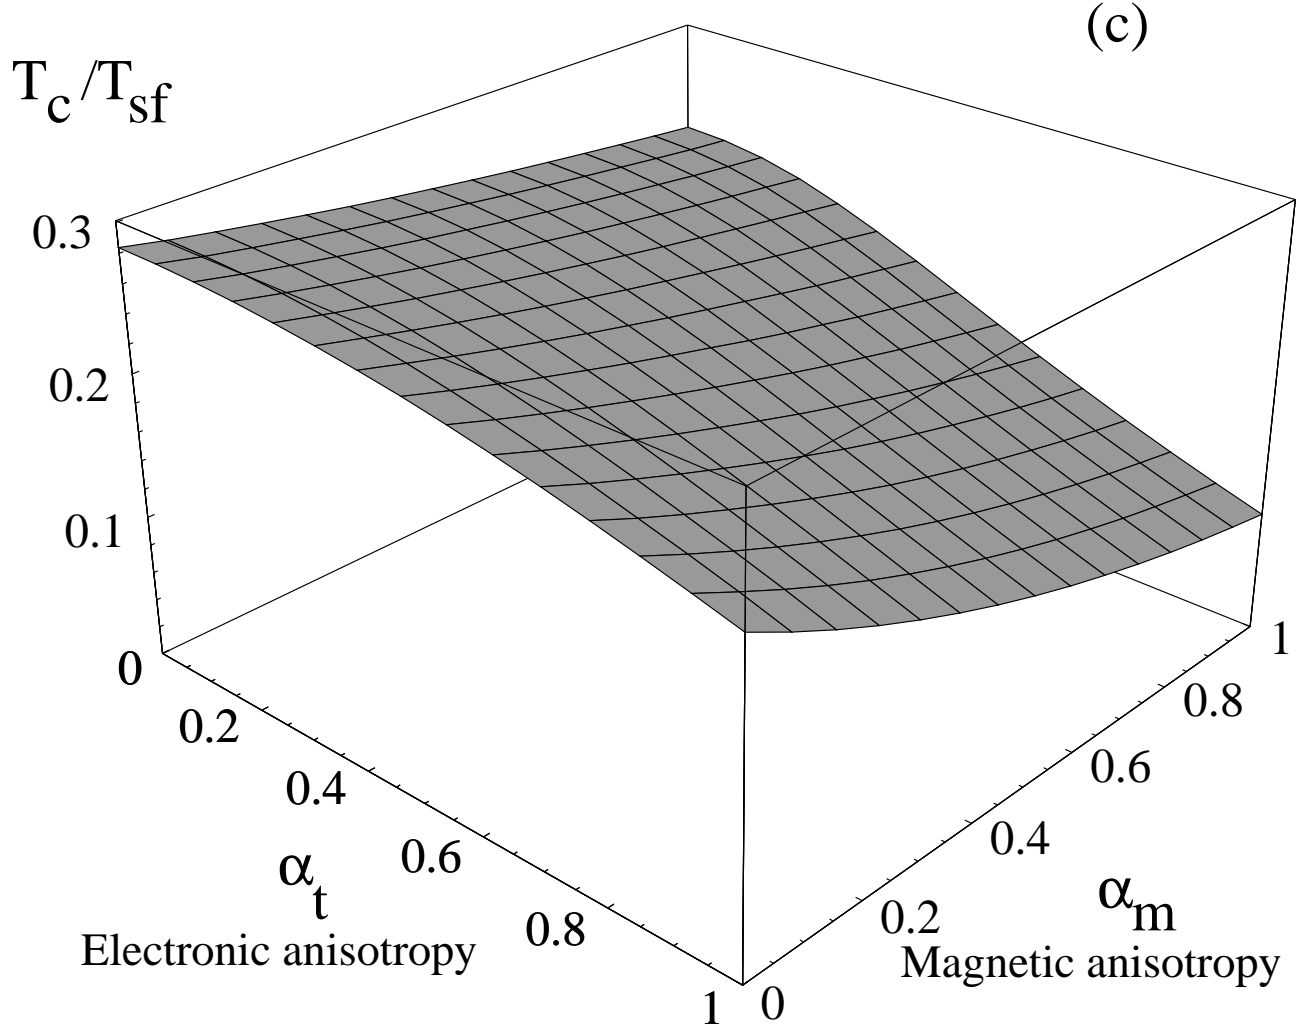 (c)
T_c /T_sf
0.3
0.2
0.1
0
0.2
0.4
0.6
0.8
1
α_t
Electronic anisotropy
0
0.2
0.4
0.6
0.8
1
α_m
Magnetic anisotropy